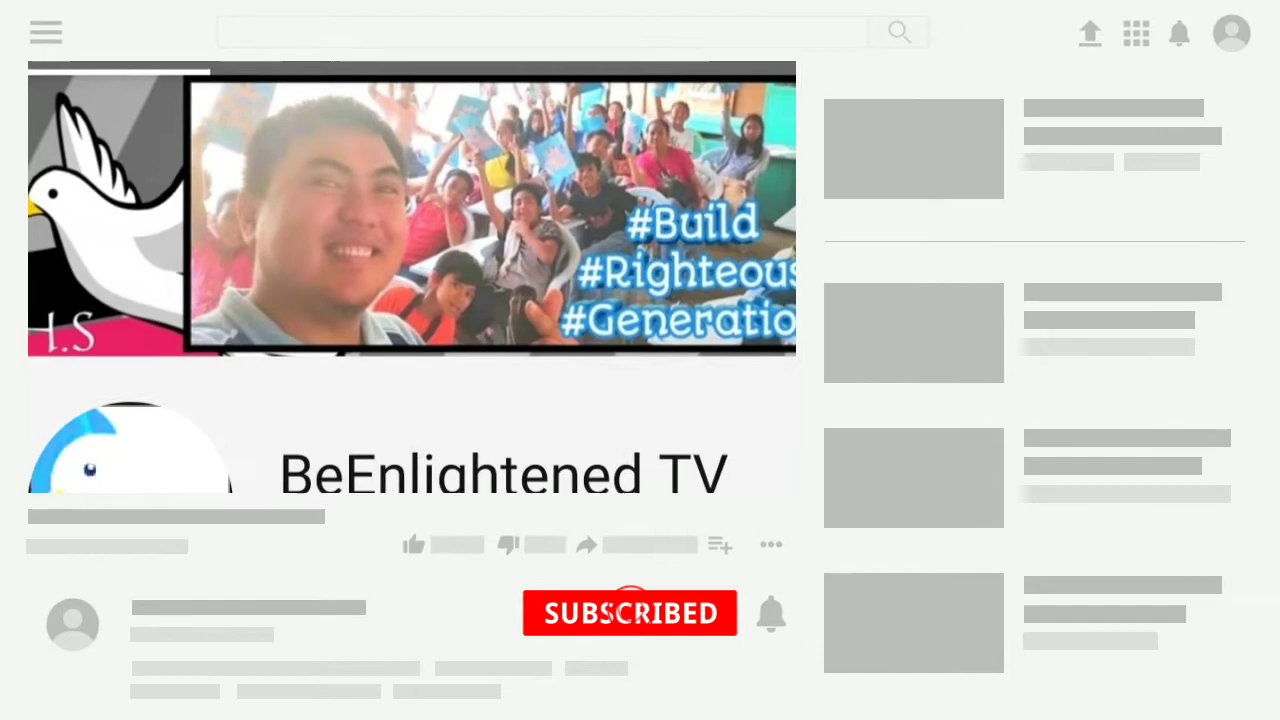 #Build
#Righteous
#Generatio
I.S
BeEnlightened TV
SUBSCRIBED